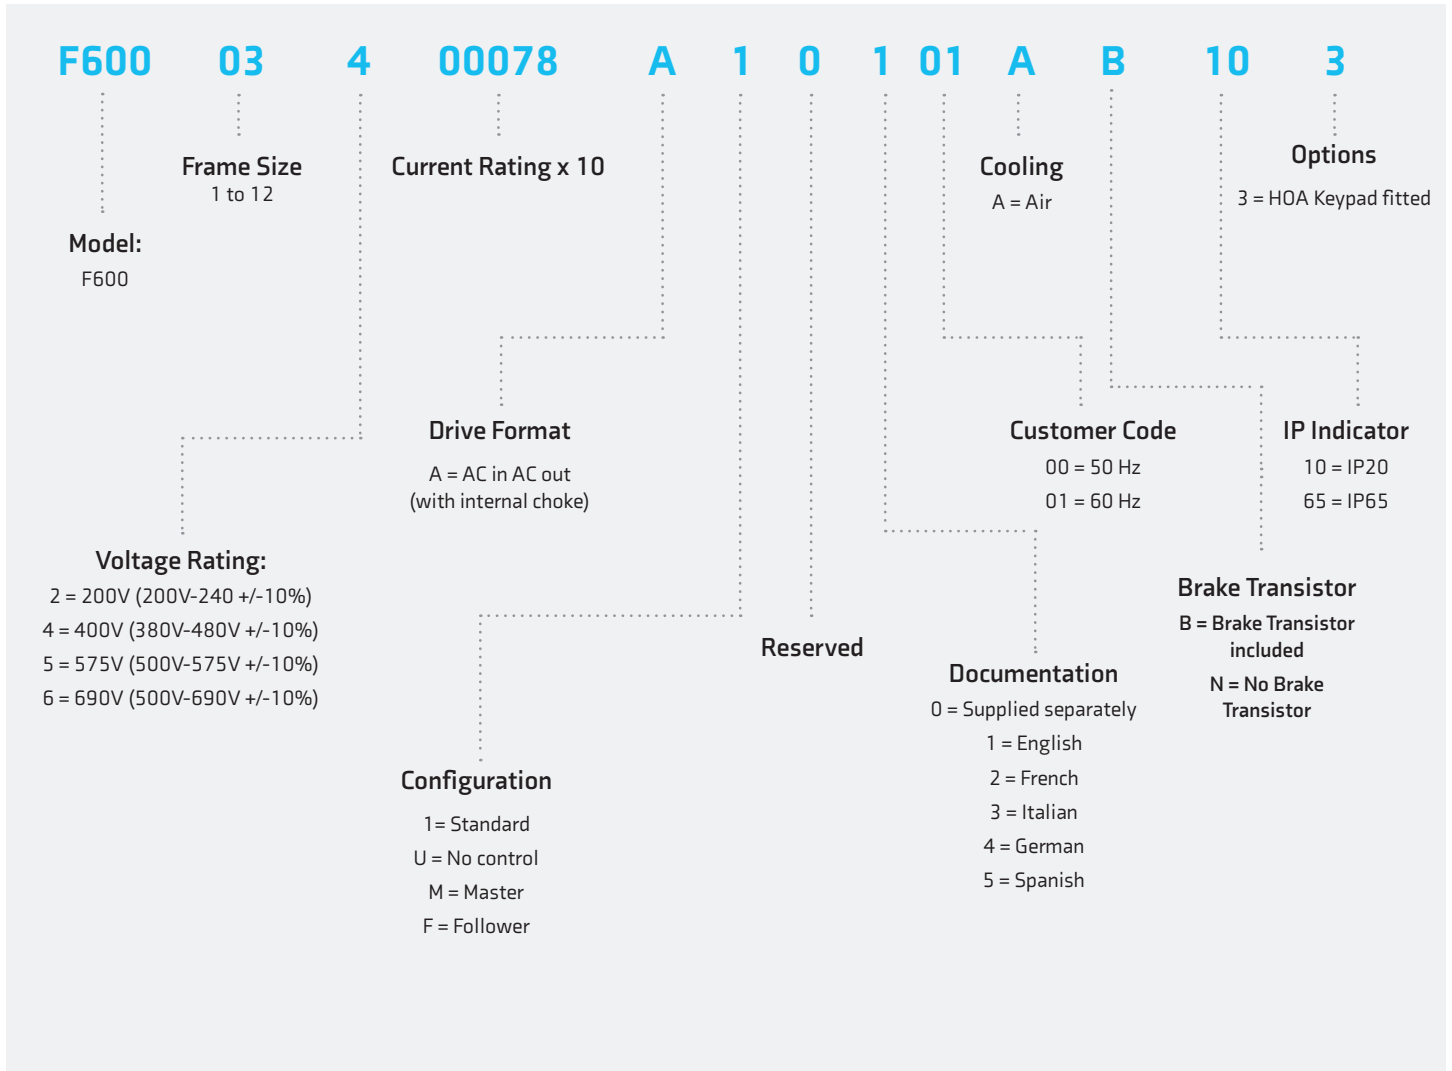 F600 03 4 00078 A 1 0 1 01 A B 10 3
Model:
F600
Frame Size
1 to 12
Current Rating x 10
Cooling
A = Air
Options
3 = HOA Keypad fitted
Drive Format
A = AC in AC out
(with internal choke)
Customer Code
00 = 50 Hz
01 = 60 Hz
IP Indicator
10 = IP20
65 = IP65
Voltage Rating:
2 = 200V (200V-240 +/-10%)
4 = 400V (380V-480V +/-10%)
5 = 575V (500V-575V +/-10%)
6 = 690V (500V-690V +/-10%)
Brake Transistor
B = Brake Transistor
included
N = No Brake
Transistor
Reserved
Documentation
0 = Supplied separately
1 = English
2 = French
3 = Italian
4 = German
5 = Spanish
Configuration
1= Standard
U = No control
M = Master
F = Follower